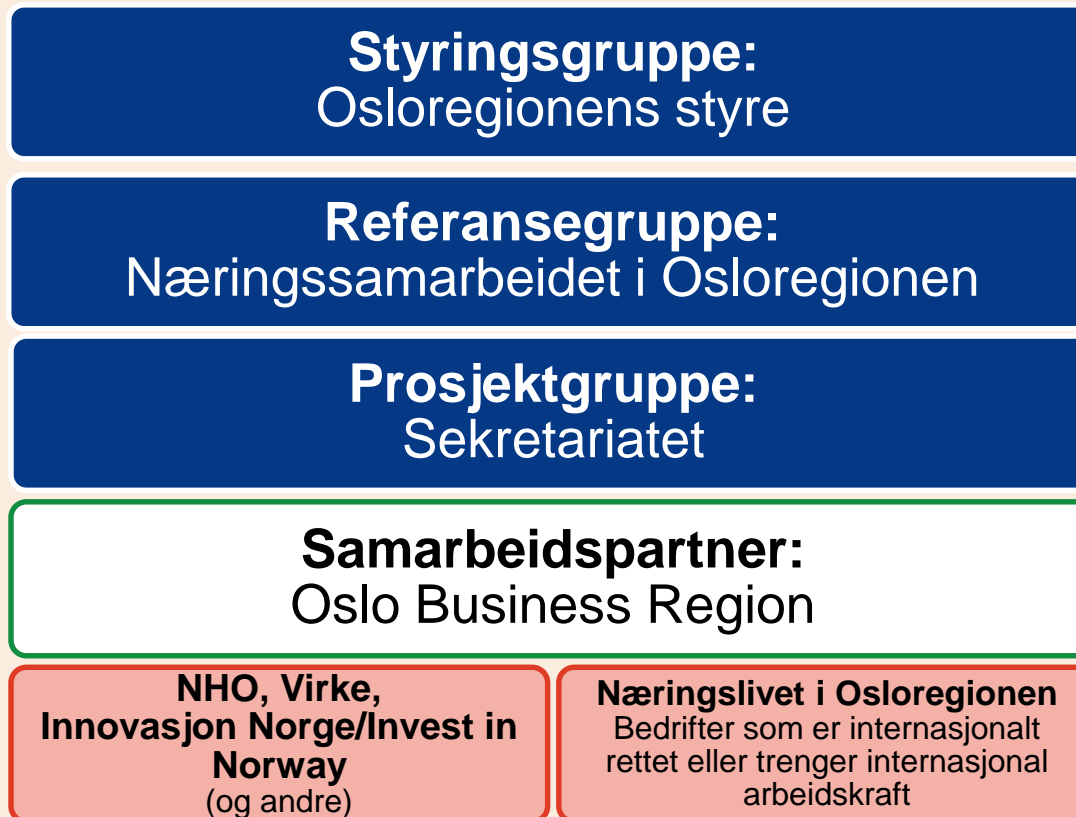 Styringsgruppe:
Osloregionens styre
Referansegruppe:
Næringssamarbeidet i Osloregionen
Prosjektgruppe:
Sekretariatet
Samarbeidspartner:
Oslo Business Region
NHO, Virke,
Innovasjon Norge/Invest in
Norway
(og andre)
Næringslivet i Osloregionen
Bedrifter som er internasjonalt
rettet eller trenger internasjonal
arbeidskraft